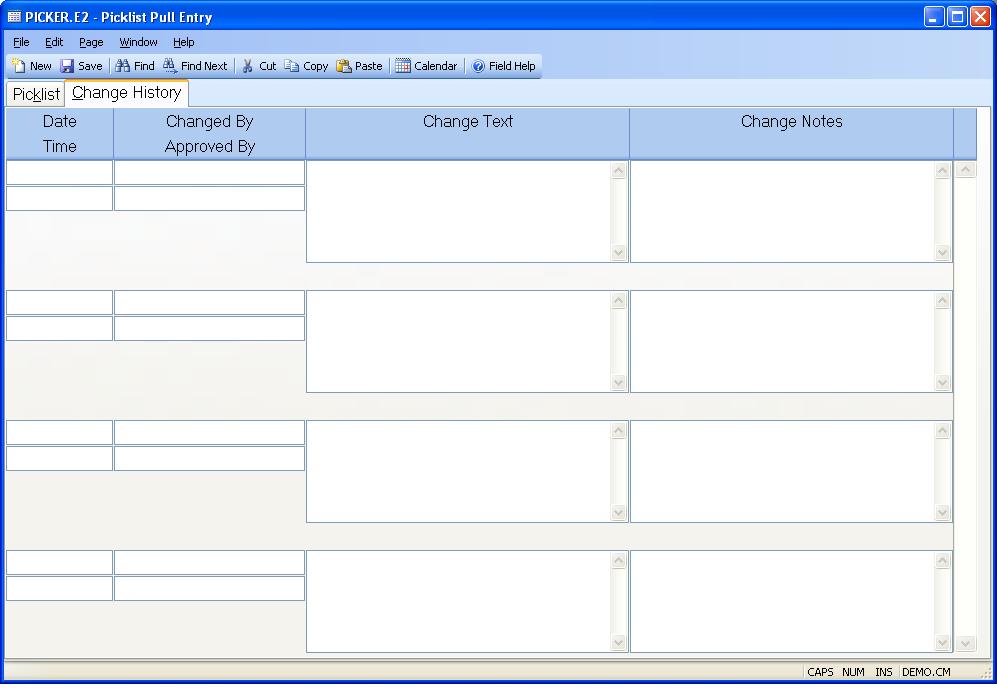 PICKER.E2 - Picklist Pull Entry
File Edit Page Window Help
New Save Find Find Next Cut Copy Paste Calendar Field Help
Picklist Change History
Date Changed By Change Text Change Notes
Time Approved By
CAPS NUM INS DEMO.CM